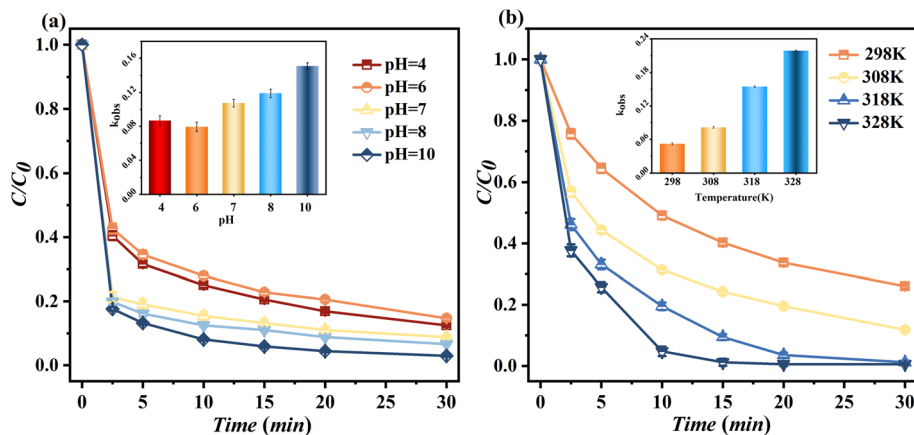 (a)
1.0
0.8
0.6
0.4
0.2
0.0
C/C0
0
5
10
15
20
25
30
Time (min)
0.16
0.12
0.08
0.04
0.00
kobs
4
6
7
8
10
pH
pH=4
pH=6
pH=7
pH=8
pH=10
(b)
1.0
0.8
0.6
0.4
0.2
0.0
C/C0
0
5
10
15
20
25
30
Time (min)
0.24
0.18
0.12
0.06
0.00
kobs
298
308
318
328
Temperature(K)
298K
308K
318K
328K